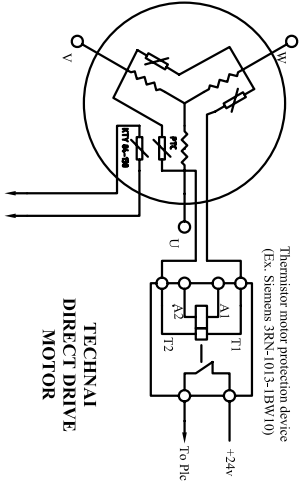 Thermistor motor protection device
(Ex. Siemens 3RN-1013-1BW10)
W
V
U
PTC
KTY 84-130
T1
A1
A2
T2
+24v
To Plc
TECHNAI
DIRECT DRIVE
MOTOR